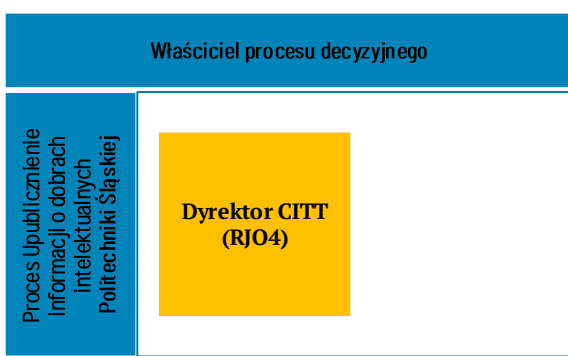 Właściciel procesu decyzyjnego
Proces Upublicznienie
Informacji o dobrach
intelektualnych
Politechniki Śląskiej
Dyrektor CITT
(RJO4)